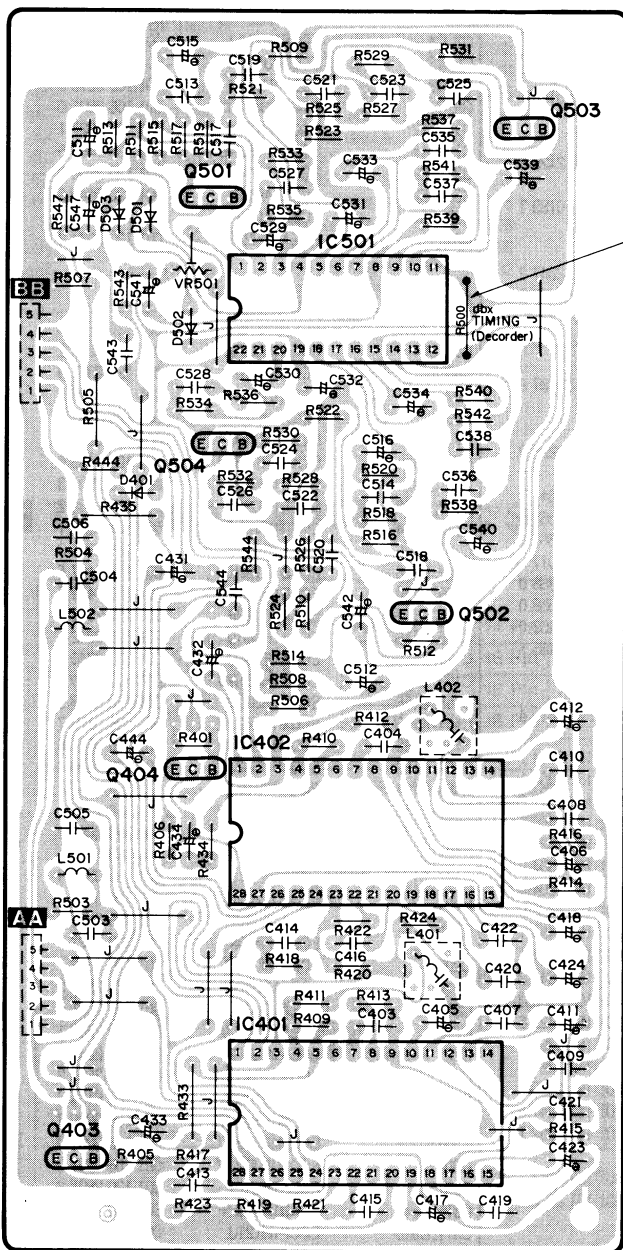 C515 R509 R529 R531
C519
C513 R521 C521 C523 C525 J
R525 R527 Q503
C511 R513 R511 R515 R517 R519 C517 R523 R537 E C B
C535
R533 C533
Q501 C527 R541 C539
R547 C547 D503 D501 E C B C537
R535 C531
C529 R539
J IC501
BB R507 R543 C541 VR501 1 2 3 4 5 6 7 8 9 10 11
5 R500 dbx J
4 D502 J TIMING
3 C543 (Decorder)
2 22 21 20 19 18 17 16 15 14 13 12
1 C528 C530 C532 R540
R505 R534 R536 R522 C534 R542
J Q504 E C B R530 C516 C538
R444 C524 R520
D401 R532 R528 C514 C536
R435 C526 C522 R518 R538
C506 R516 C540
R504 C431 R544 J R526 C520 C518
C504 C544 J
L502 J R524 R510 C542 E C B Q502
J C432 R514 R512
R508 C512
J R506 L402
C444 R401 IC402 R410 R412 C404 C412
Q404 E C B 1 2 3 4 5 6 7 8 9 10 11 12 13 14 C410
J
C505 R406 C434 R434 C408
R416
L501 C406
28 27 26 25 24 23 22 21 20 19 18 17 16 15 R414
AA R503 J R424
C503 C414 R422 L401 C422 C418
5 J R418 C416
4 R420 C420 C424
3 J J J R411 R413
2 R409 C403 C405 C407 C411
1 IC401 J
J 1 2 3 4 5 6 7 8 9 10 11 12 13 14 C409
J R433 J J
C421
Q403 C433 J J R415
E C B R405 R417 C423
C413 28 27 26 25 24 23 22 21 20 19 18 17 16 15
R423 R419 R421 C415 C417 C419